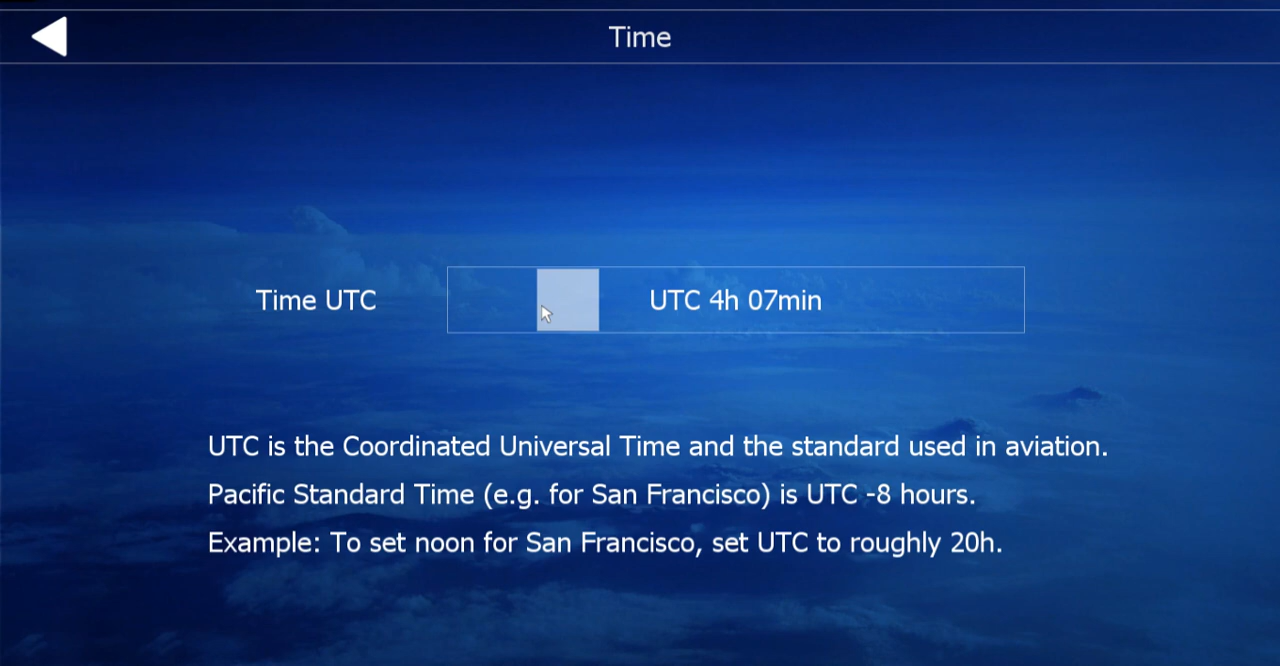 Time
Time UTC
UTC 4h 07min
UTC is the Coordinated Universal Time and the standard used in aviation.
Pacific Standard Time (e.g. for San Francisco) is UTC -8 hours.
Example: To set noon for San Francisco, set UTC to roughly 20h.